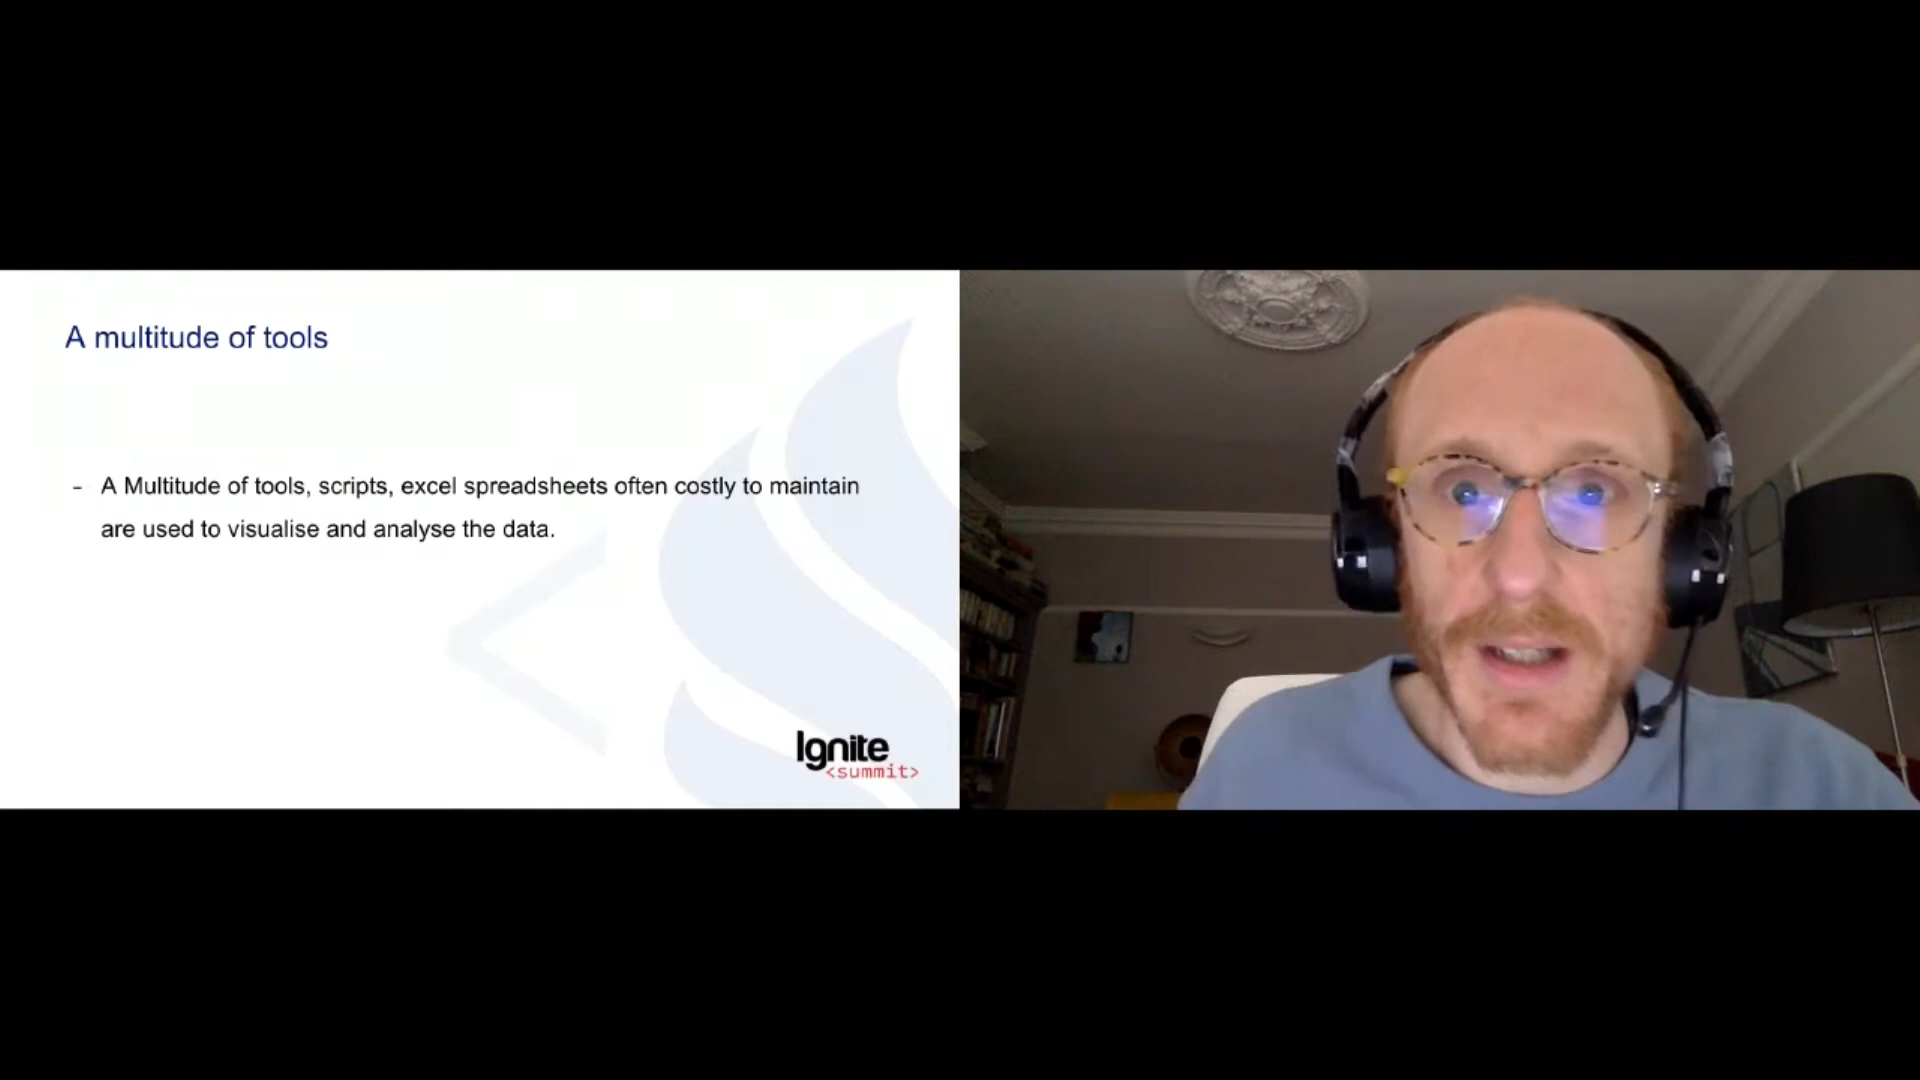 A multitude of tools
- A Multitude of tools, scripts, excel spreadsheets often costly to maintain
are used to visualise and analyse the data.
Ignite
<summit>